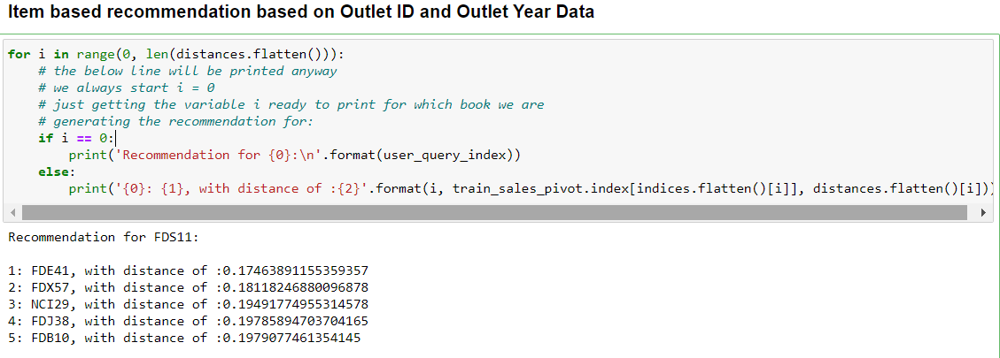 Item based recommendation based on Outlet ID and Outlet Year Data
for i in range(0, len(distances.flatten())):
    # the below line will be printed anyway
    # we always start i = 0
    # just getting the variable i ready to print for which book we are
    # generating the recommendation for:
    if i == 0:
        print('Recommendation for {0}:\n'.format(user_query_index))
    else:
        print('{0}: {1}, with distance of :{2}'.format(i, train_sales_pivot.index[indices.flatten()[i]], distances.flatten()[i]))
Recommendation for FDS11:
1: FDE41, with distance of :0.17463891155359357
2: FDX57, with distance of :0.18118246880096878
3: NCI29, with distance of :0.19491774955314578
4: FDJ38, with distance of :0.19785894703704165
5: FDB10, with distance of :0.1979077461354145